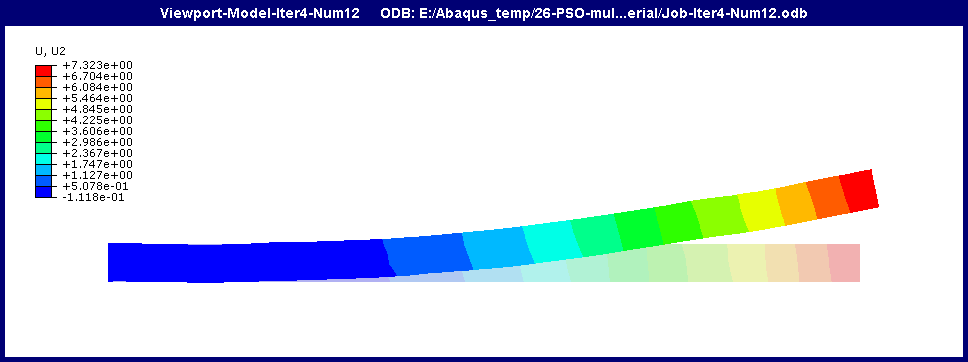 Viewport-Model-Iter4-Num12 ODB: E:/Abaqus_temp/26-PSO-mul...erial/Job-Iter4-Num12.odb
U, U2
+7.323e+00
+6.704e+00
+6.084e+00
+5.464e+00
+4.845e+00
+4.225e+00
+3.606e+00
+2.986e+00
+2.367e+00
+1.747e+00
+1.127e+00
+5.078e-01
-1.118e-01